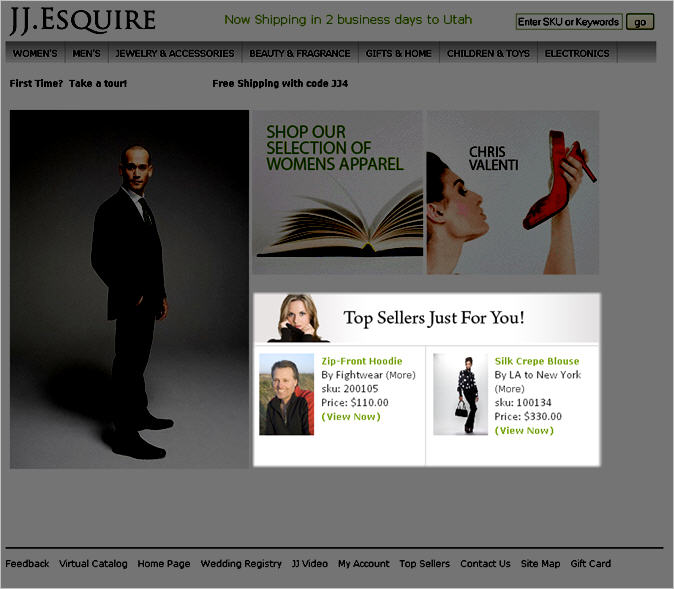 JJ.Esquire
Now Shipping in 2 business days to Utah
Enter SKU or Keywords
go
WOMEN'S
MEN'S
JEWELRY & ACCESSORIES
BEAUTY & FRAGRANCE
GIFTS & HOME
CHILDREN & TOYS
ELECTRONICS
First Time? Take a tour!
Free Shipping with code JJ4
SHOP OUR
SELECTION OF
WOMENS APPAREL
CHRIS
VALENTI
Top Sellers Just For You!
Zip-Front Hoodie
By Fightwear (More)
sku: 200105
Price: $110.00
(View Now)
Silk Crepe Blouse
By LA to New York
(More)
sku: 100134
Price: $330.00
(View Now)
Feedback Virtual Catalog Home Page Wedding Registry JJ Video My Account Top Sellers Contact Us Site Map Gift Card